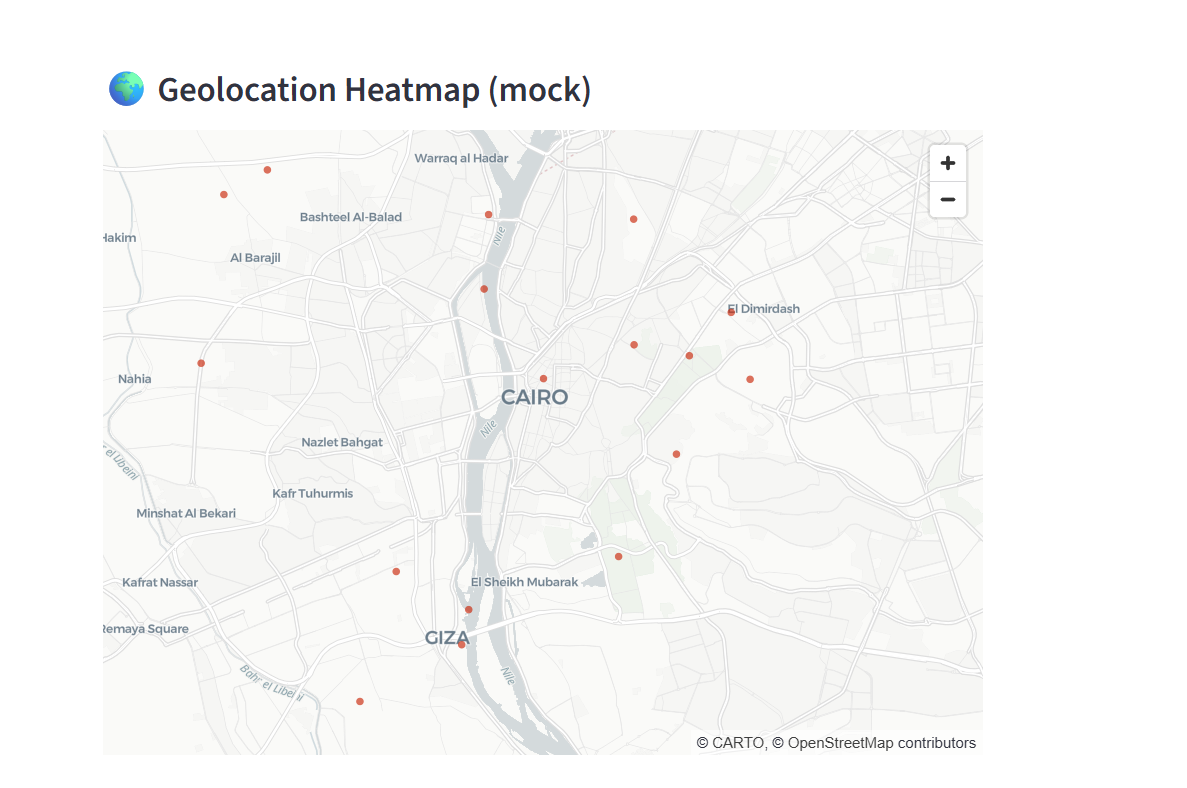 🌍 Geolocation Heatmap (mock)
Warraq al Hadar
Bashteel Al-Balad
Nile
Hakim
Al Barajil
El Dimirdash
Nahia
CAIRO
Nile
Nazlet Bahgat
el Libeini
Kafr Tuhurmis
Minshat Al Bekari
Kafrat Nassar
El Sheikh Mubarak
Remaya Square
GIZA
Nile
Bahr el Libeini
© CARTO, © OpenStreetMap contributors